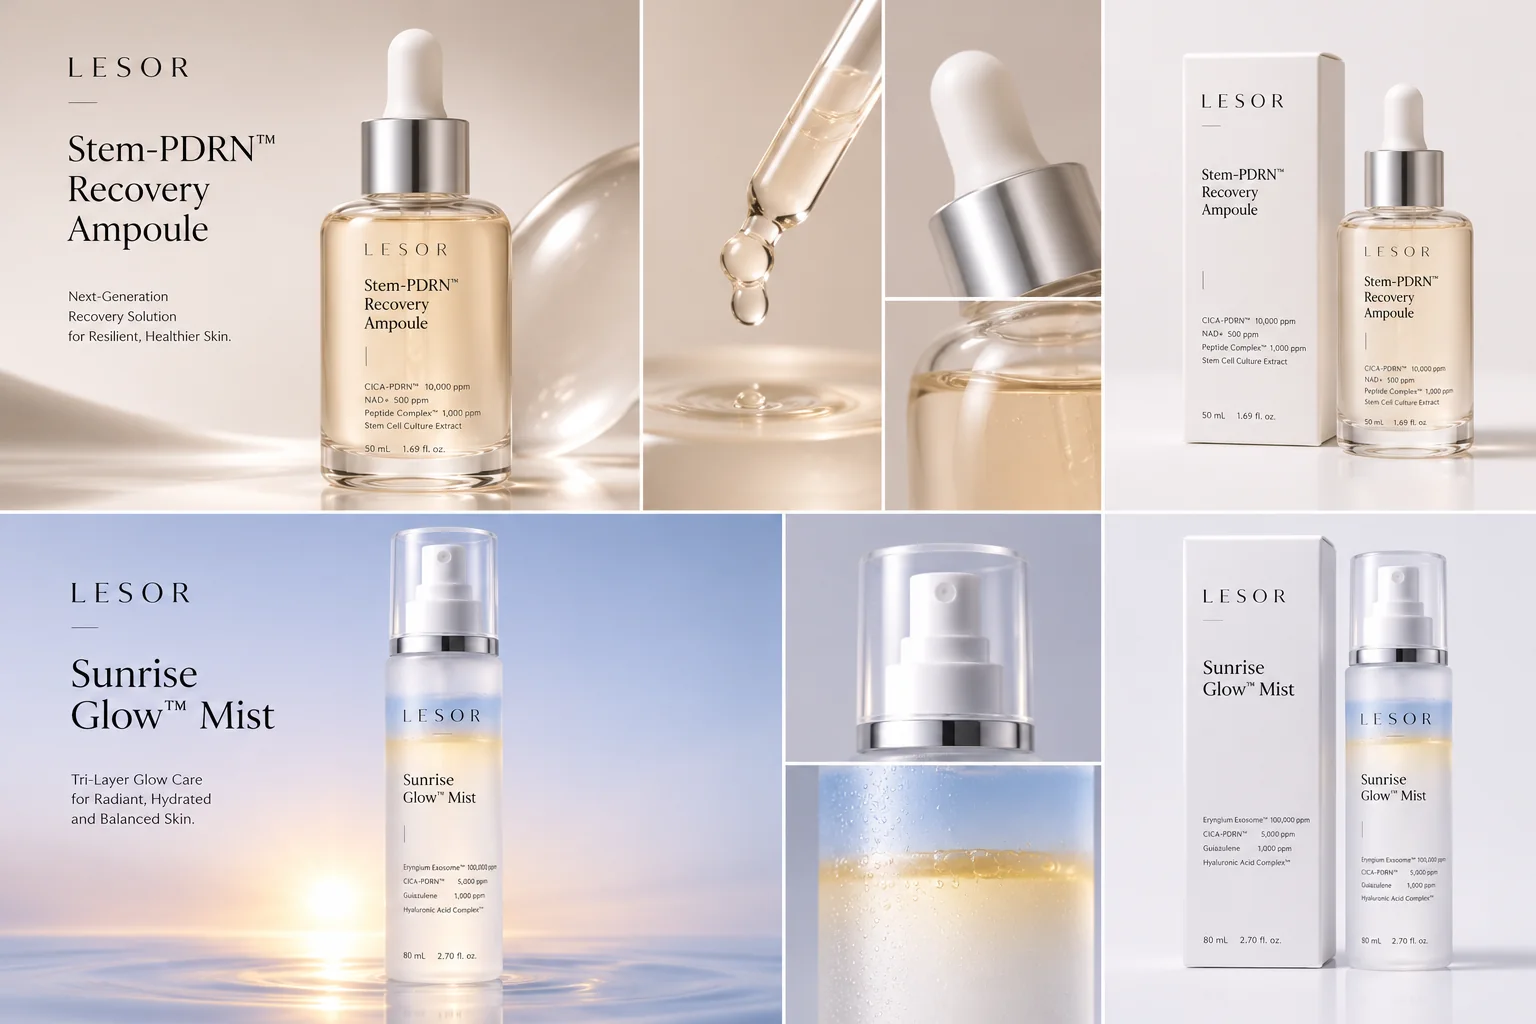 LESOR
Stem-PDRN™
Recovery
Ampoule
Next-Generation
Recovery Solution
for Resilient, Healthier Skin.
LESOR
Stem-PDRN™
Recovery
Ampoule
CICA-PDRN™ 10,000 ppm
NAD+ 500 ppm
Peptide Complex™ 1,000 ppm
Stem Cell Culture Extract
50 mL 1.69 fl. oz.
LESOR
Stem-PDRN™
Recovery
Ampoule
CICA-PDRN™ 10,000 ppm
NAD+ 500 ppm
Peptide Complex™ 1,000 ppm
Stem Cell Culture Extract
50 mL 1.69 fl. oz.
LESOR
Stem-PDRN™
Recovery
Ampoule
CICA-PDRN™ 10,000 ppm
NAD+ 500 ppm
Peptide Complex™ 1,000 ppm
Stem Cell Culture Extract
50 mL 1.69 fl. oz.
LESOR
Sunrise
Glow™ Mist
Tri-Layer Glow Care
for Radiant, Hydrated
and Balanced Skin.
LESOR
Sunrise
Glow™ Mist
Eryngium Exosome™ 100,000 ppm
CICA-PDRN™ 5,000 ppm
Guaiazulene 1,000 ppm
Hyaluronic Acid Complex™
80 mL 2.70 fl. oz.
LESOR
Sunrise
Glow™ Mist
Eryngium Exosome™ 100,000 ppm
CICA-PDRN™ 5,000 ppm
Guiazulene 1,000 ppm
Hyaluronic Acid Complex™
80 mL 2.70 fl. oz.
LESOR
Sunrise
Glow™ Mist
Eryngium Exosome™ 100,000 ppm
CICA-PDRN™ 5,000 ppm
1,000 ppm
Hyaluronic Acid Complex™
80 mL 2.70 fl. oz.